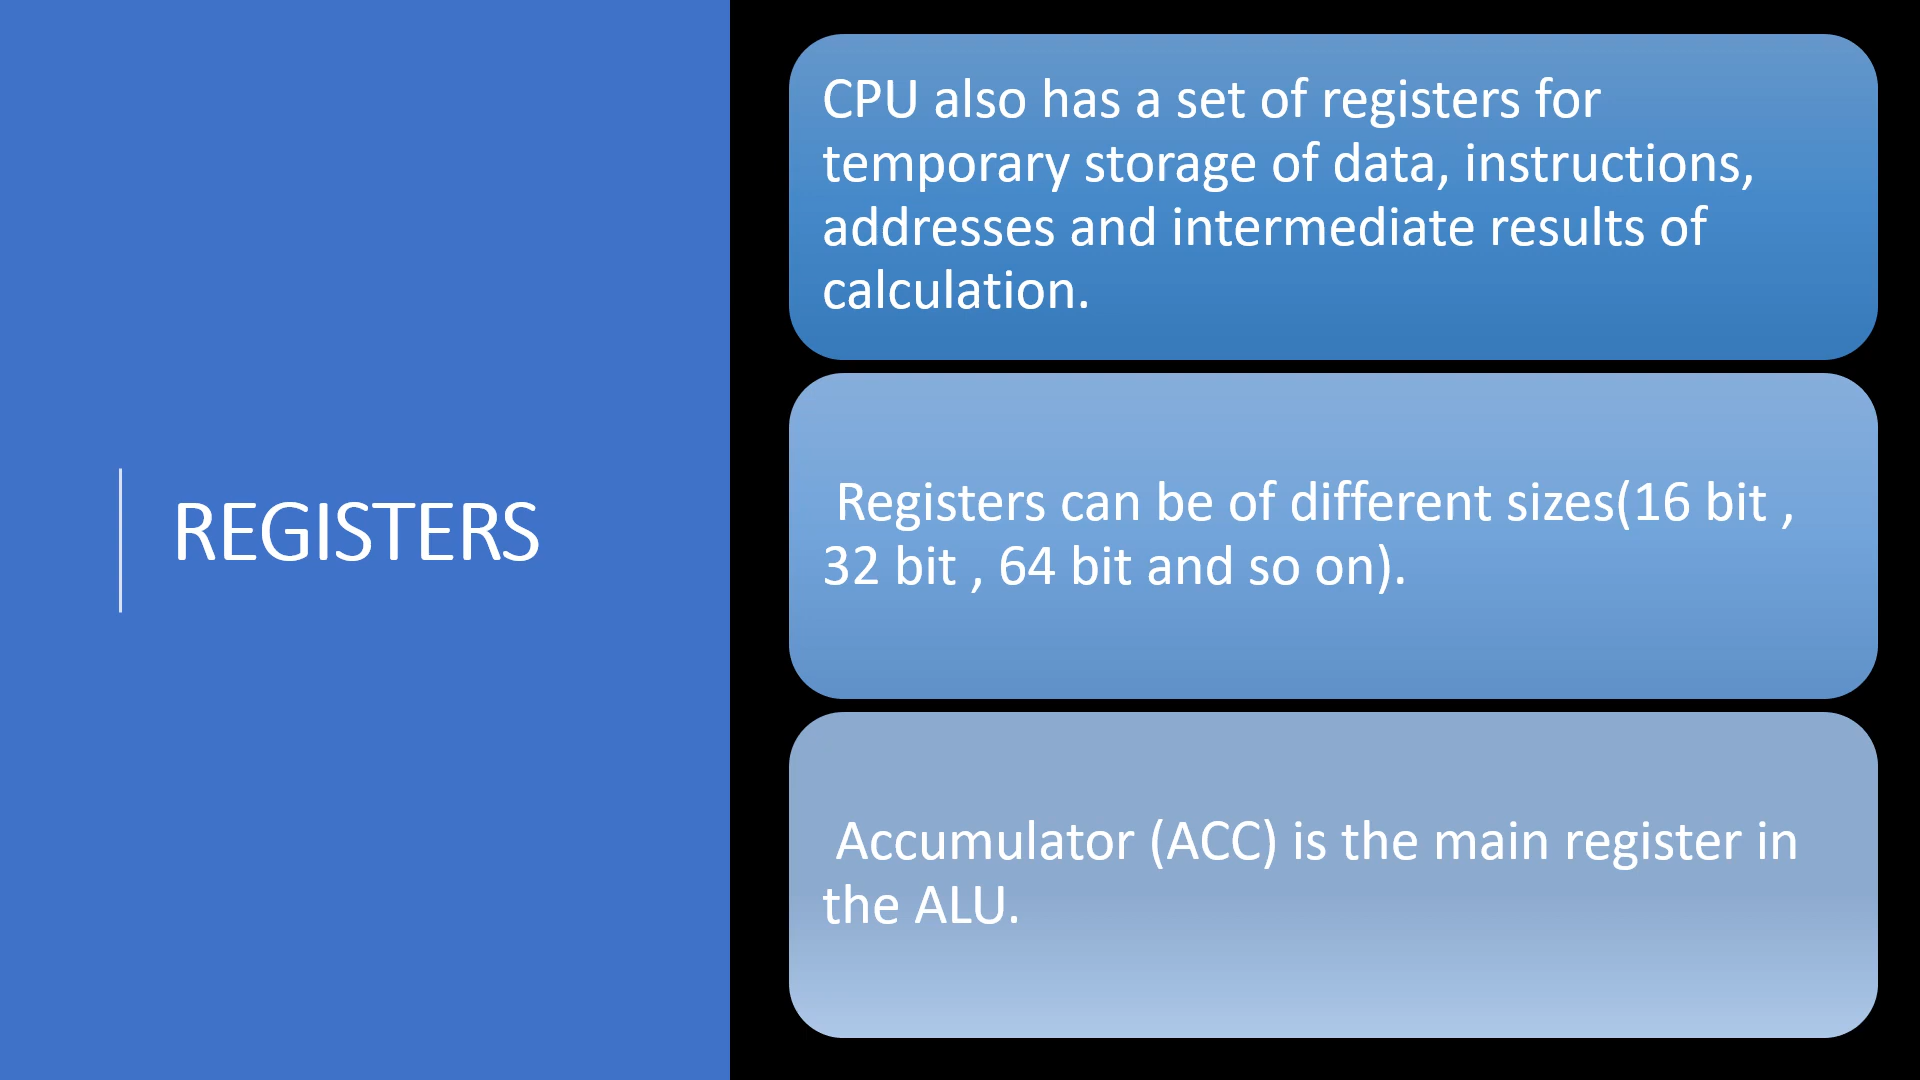 REGISTERS
CPU also has a set of registers for
temporary storage of data, instructions,
addresses and intermediate results of
calculation.
Registers can be of different sizes(16 bit ,
32 bit , 64 bit and so on).
Accumulator (ACC) is the main register in
the ALU.